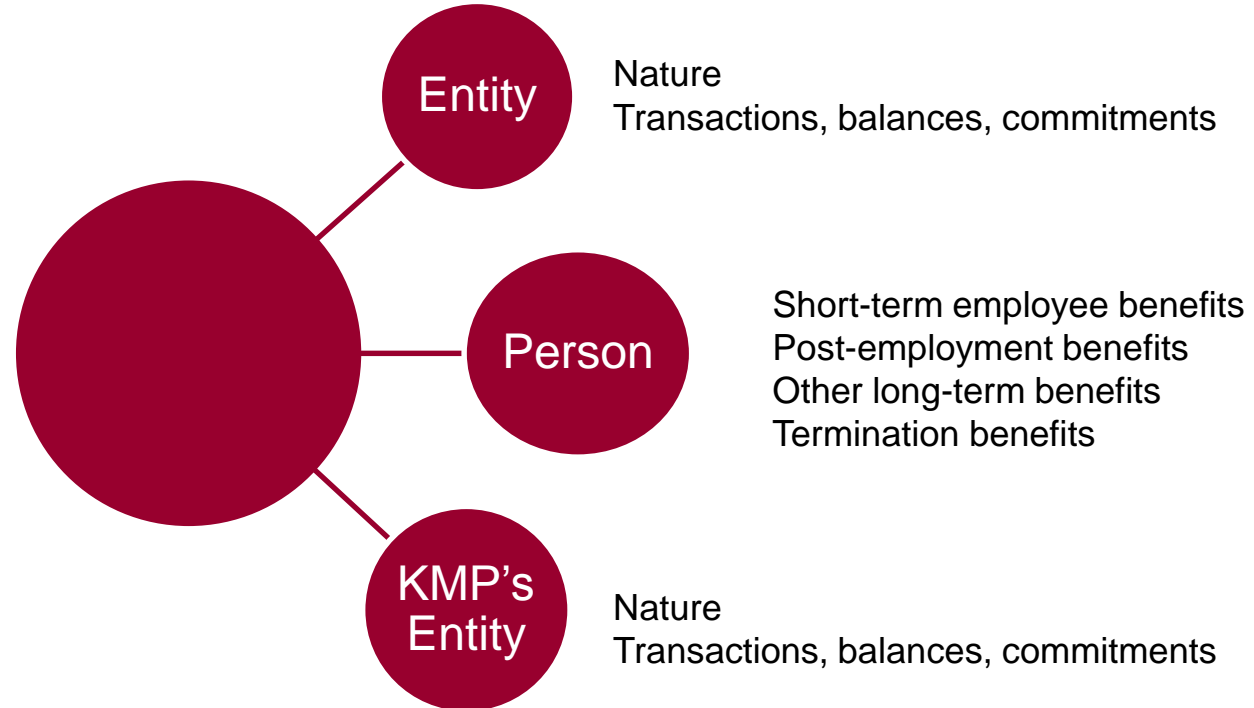 Entity
Nature
Transactions, balances, commitments
Person
Short-term employee benefits
Post-employment benefits
Other long-term benefits
Termination benefits
KMP's
Entity
Nature
Transactions, balances, commitments